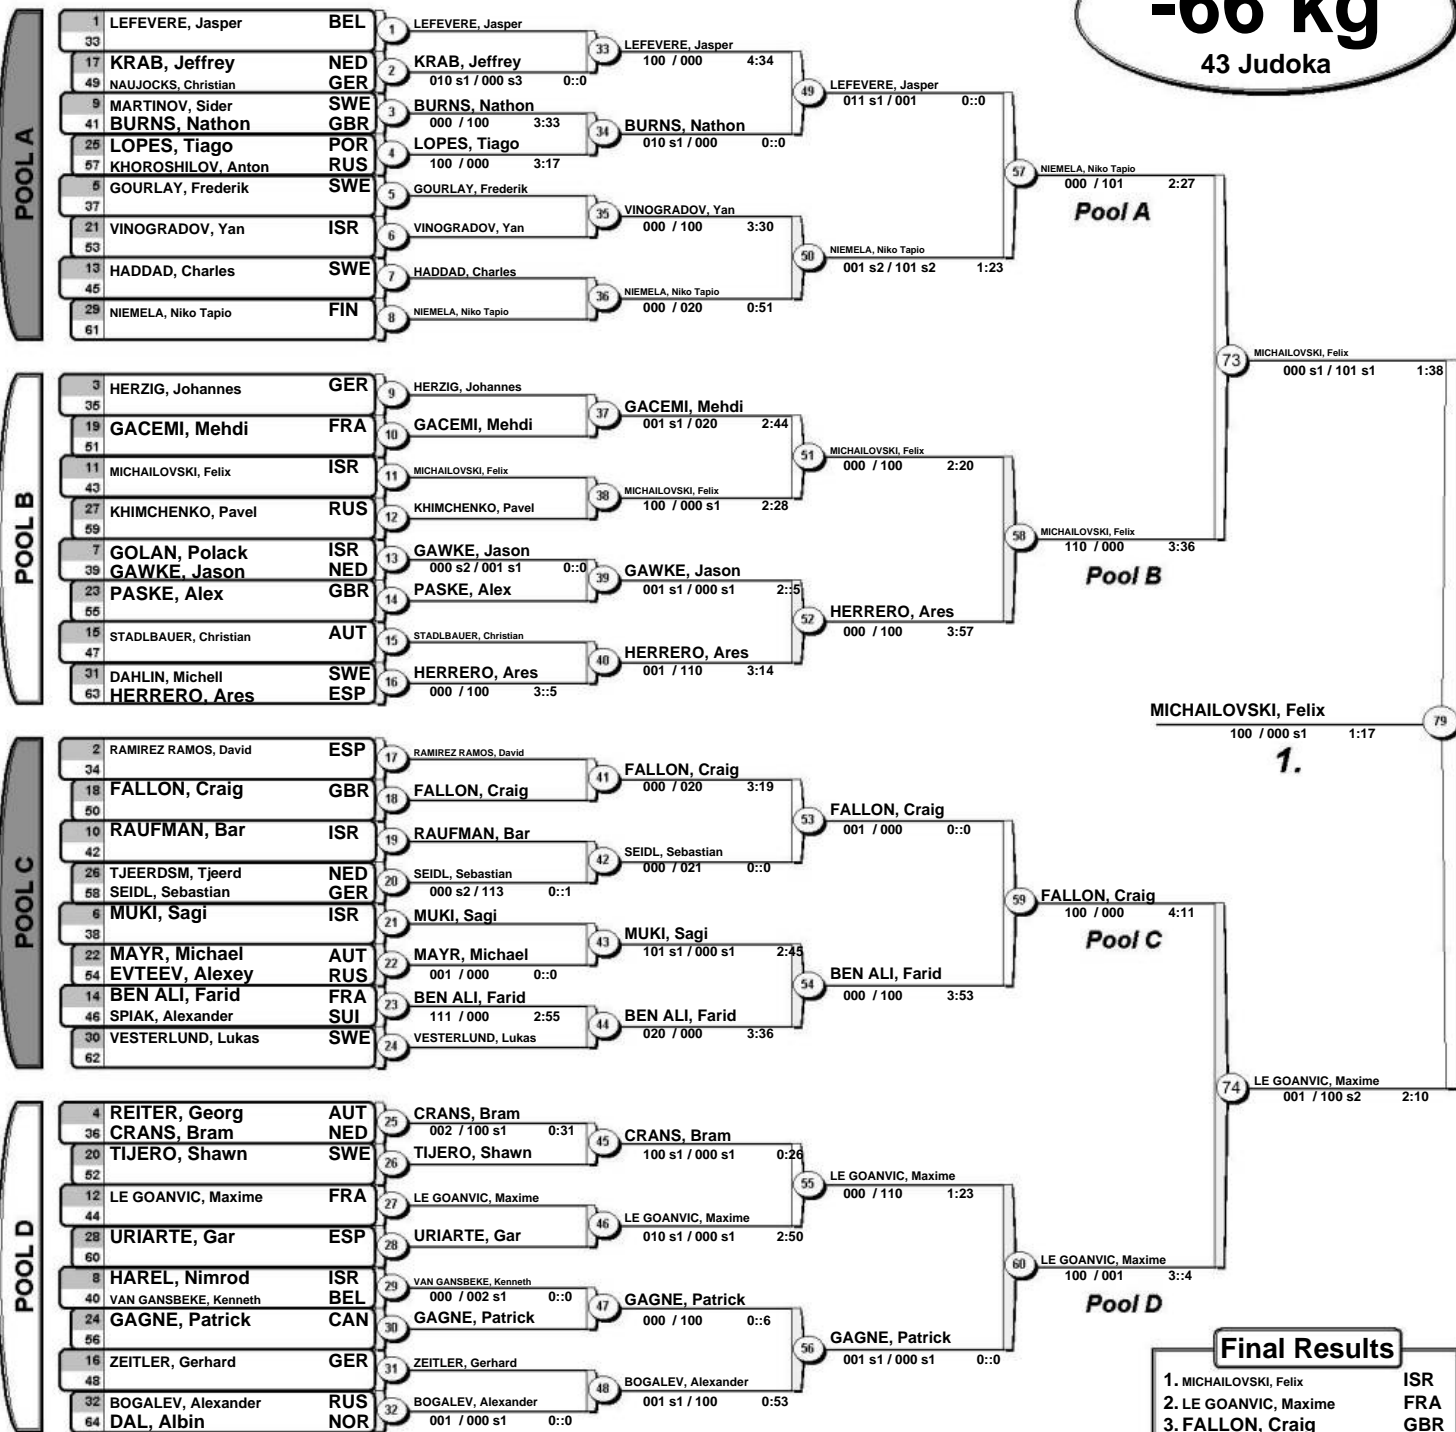 -66 kg
43 Judoka
POOL A
1 LEFEVERE, Jasper BEL
33
17 KRAB, Jeffrey NED
49 NAUJOCKS, Christian GER
9 MARTINOV, Sider SWE
41 BURNS, Nathon GBR
25 LOPES, Tiago POR
57 KHOROSHILOV, Anton RUS
5 GOURLAY, Frederik SWE
37
21 VINOGRADOV, Yan ISR
53
13 HADDAD, Charles SWE
45
29 NIEMELA, Niko Tapio FIN
61
1 LEFEVERE, Jasper
2 KRAB, Jeffrey
010 s1 / 000 s3 0::0
3 BURNS, Nathon
000 / 100 3:33
4 LOPES, Tiago
100 / 000 3:17
5 GOURLAY, Frederik
6 VINOGRADOV, Yan
7 HADDAD, Charles
8 NIEMELA, Niko Tapio
33 LEFEVERE, Jasper
100 / 000 4:34
34 BURNS, Nathon
010 s1 / 000 0::0
35 VINOGRADOV, Yan
000 / 100 3:30
36 NIEMELA, Niko Tapio
000 / 020 0:51
49 LEFEVERE, Jasper
011 s1 / 001 0::0
50 NIEMELA, Niko Tapio
001 s2 / 101 s2 1:23
57 NIEMELA, Niko Tapio
000 / 101 2:27
Pool A
POOL B
3 HERZIG, Johannes GER
35
19 GACEMI, Mehdi FRA
51
11 MICHAILOVSKI, Felix ISR
43
27 KHIMCHENKO, Pavel RUS
59
7 GOLAN, Polack ISR
39 GAWKE, Jason NED
23 PASKE, Alex GBR
55
15 STADLBAUER, Christian AUT
47
31 DAHLIN, Michell SWE
63 HERRERO, Ares ESP
9 HERZIG, Johannes
10 GACEMI, Mehdi
11 MICHAILOVSKI, Felix
12 KHIMCHENKO, Pavel
13 GAWKE, Jason
000 s2 / 001 s1 0::0
14 PASKE, Alex
15 STADLBAUER, Christian
16 HERRERO, Ares
000 / 100 3::5
37 GACEMI, Mehdi
001 s1 / 020 2:44
38 MICHAILOVSKI, Felix
100 / 000 s1 2:28
39 GAWKE, Jason
001 s1 / 000 s1 2::5
40 HERRERO, Ares
001 / 110 3:14
51 MICHAILOVSKI, Felix
000 / 100 2:20
52 HERRERO, Ares
000 / 100 3:57
58 MICHAILOVSKI, Felix
110 / 000 3:36
Pool B
73 MICHAILOVSKI, Felix
000 s1 / 101 s1 1:38
MICHAILOVSKI, Felix 79
100 / 000 s1 1:17
1.
POOL C
2 RAMIREZ RAMOS, David ESP
34
18 FALLON, Craig GBR
50
10 RAUFMAN, Bar ISR
42
26 TJEERDSM, Tjeerd NED
58 SEIDL, Sebastian GER
6 MUKI, Sagi ISR
38
22 MAYR, Michael AUT
54 EVTEEV, Alexey RUS
14 BEN ALI, Farid FRA
46 SPIAK, Alexander SUI
30 VESTERLUND, Lukas SWE
62
17 RAMIREZ RAMOS, David
18 FALLON, Craig
19 RAUFMAN, Bar
20 SEIDL, Sebastian
000 s2 / 113 0::1
21 MUKI, Sagi
22 MAYR, Michael
001 / 000 0::0
23 BEN ALI, Farid
111 / 000 2:55
24 VESTERLUND, Lukas
41 FALLON, Craig
000 / 020 3:19
42 SEIDL, Sebastian
000 / 021 0::0
43 MUKI, Sagi
101 s1 / 000 s1 2:45
44 BEN ALI, Farid
020 / 000 3:36
53 FALLON, Craig
001 / 000 0::0
54 BEN ALI, Farid
000 / 100 3:53
59 FALLON, Craig
100 / 000 4:11
Pool C
POOL D
4 REITER, Georg AUT
36 CRANS, Bram NED
20 TIJERO, Shawn SWE
52
12 LE GOANVIC, Maxime FRA
44
28 URIARTE, Gar ESP
60
8 HAREL, Nimrod ISR
40 VAN GANSBEKE, Kenneth BEL
24 GAGNE, Patrick CAN
56
16 ZEITLER, Gerhard GER
48
32 BOGALEV, Alexander RUS
64 DAL, Albin NOR
25 CRANS, Bram
002 / 100 s1 0:31
26 TIJERO, Shawn
27 LE GOANVIC, Maxime
28 URIARTE, Gar
29 VAN GANSBEKE, Kenneth
000 / 002 s1 0::0
30 GAGNE, Patrick
31 ZEITLER, Gerhard
32 BOGALEV, Alexander
001 / 000 s1 0::0
45 CRANS, Bram
100 s1 / 000 s1 0:26
46 LE GOANVIC, Maxime
010 s1 / 000 s1 2:50
47 GAGNE, Patrick
000 / 100 0::6
48 BOGALEV, Alexander
001 s1 / 100 0:53
55 LE GOANVIC, Maxime
000 / 110 1:23
56 GAGNE, Patrick
001 s1 / 000 s1 0::0
60 LE GOANVIC, Maxime
100 / 001 3::4
Pool D
74 LE GOANVIC, Maxime
001 / 100 s2 2:10
Final Results
1. MICHAILOVSKI, Felix ISR
2. LE GOANVIC, Maxime FRA
3. FALLON, Craig GBR